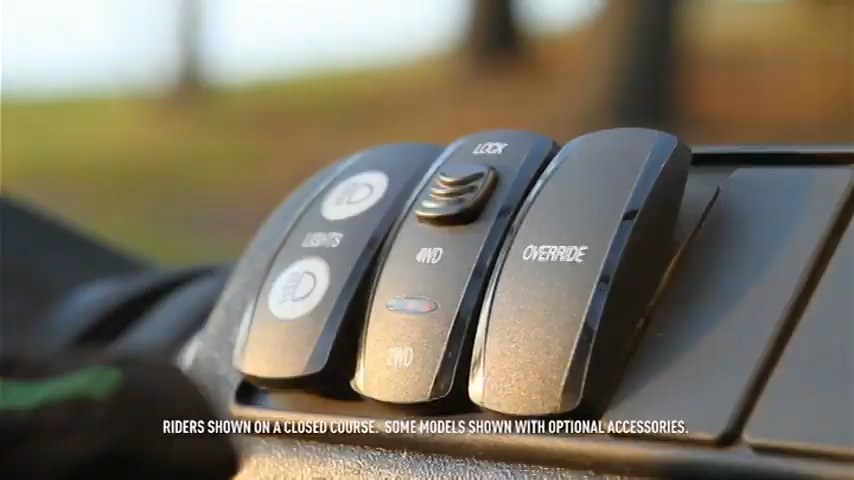 LOCK
LIGHTS
4WD
OVERRIDE
2WD
RIDERS SHOWN ON A CLOSED COURSE. SOME MODELS SHOWN WITH OPTIONAL ACCESSORIES.